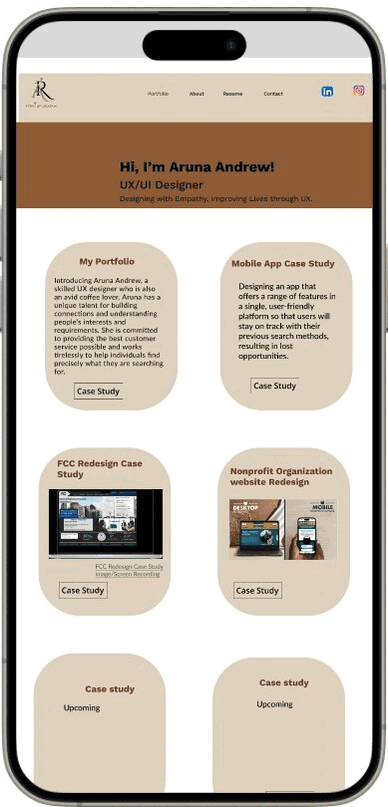 AR
Portfolio
About
Resume
Contact
in
Hi, I'm Aruna Andrew!
UX/UI Designer
Designing with Empathy, Improving Lives through UX.
My Portfolio
Introducing Aruna Andrew, a
skilled UX designer who is also
an avid coffee lover. Aruna has a
unique talent for building
connections and understanding
people's interests and
requirements. She is committed
to providing the best customer
service possible and works
tirelessly to help individuals find
precisely what they are searching
for.
Case Study
Mobile App Case Study
Designing an app that
offers a range of features in
a single, user-friendly
platform so that users will
stay on track with their
previous search methods,
resulting in lost
opportunities.
Case Study
FCC Redesign Case
Study
FCC Redesign Case Study
image/Screen Recording
Case Study
Nonprofit Organization
website Redesign
DESKTOP
MOBILE
Case Study
Case study
Upcoming
Case study
Upcoming